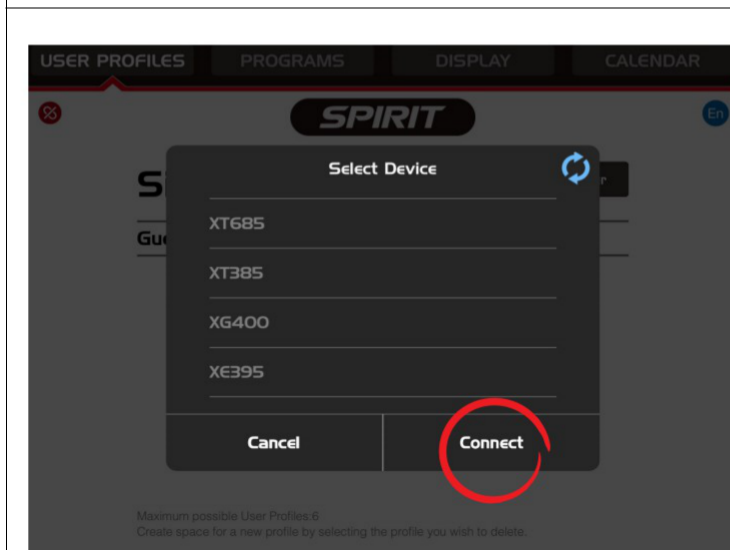 USER PROFILES PROGRAMS DISPLAY CALENDAR
SPIRIT
En
Select Device
XT685
XT385
XG400
XE395
Cancel Connect
Maximum possible User Profiles:6
Create space for a new profile by selecting the profile you wish to delete.